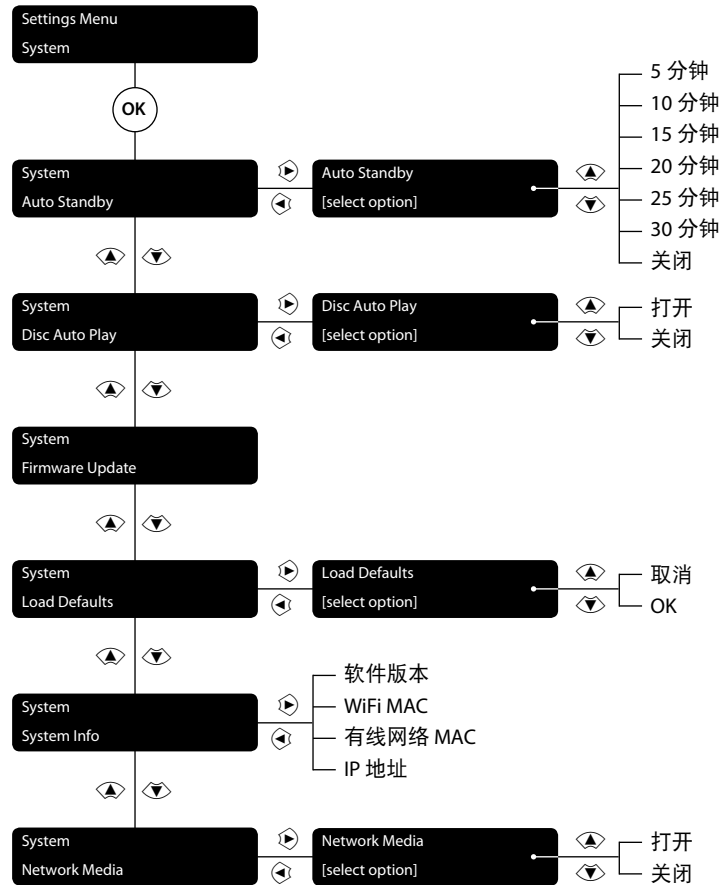 Settings Menu
System
OK
System
Auto Standby
Auto Standby
[select option]
5 分钟
10 分钟
15 分钟
20 分钟
25 分钟
30 分钟
关闭
System
Disc Auto Play
Disc Auto Play
[select option]
打开
关闭
System
Firmware Update
System
Load Defaults
Load Defaults
[select option]
取消
OK
System
System Info
软件版本
WiFi MAC
有线网络 MAC
IP 地址
System
Network Media
Network Media
[select option]
打开
关闭